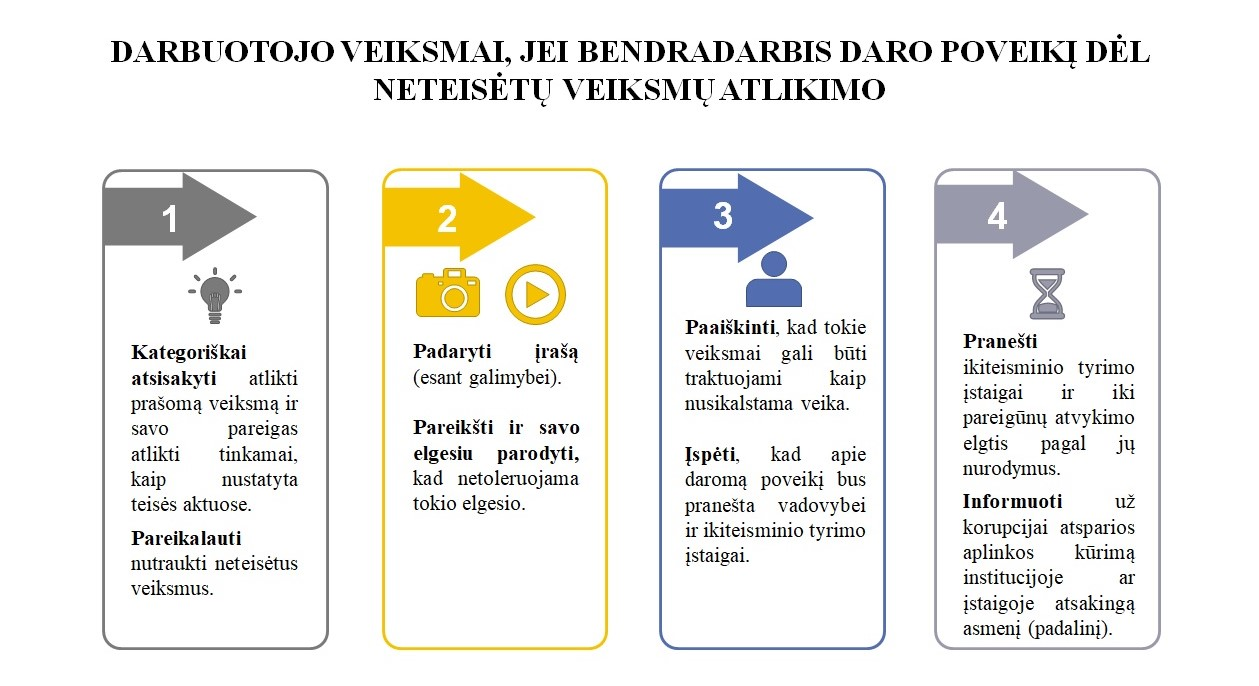 DARBUOTOJO VEIKSMAI, JEI BENDRADARBIS DARO POVEIKĮ DĖL
NETEISĖTŲ VEIKSMŲ ATLIKIMO
1
Kategoriškai
atsisakyti atlikti
prašomą veiksmą ir
savo pareigas
atlikti tinkamai,
kaip nustatyta
teisės aktuose.
Pareikalauti
nutraukti neteisėtus
veiksmus.
2
Padaryti įrašą
(esant galimybei).
Pareikšti ir savo
elgesiu parodyti,
kad netoleruojama
tokio elgesio.
3
Paaiškinti, kad tokie
veiksmai gali būti
traktuojami kaip
nusikalstama veika.
Įspėti, kad apie
daromą poveikį bus
pranešta vadovybei
ir ikiteisminio tyrimo
įstaigai.
4
Pranešti
ikiteisminio tyrimo
įstaigai ir iki
pareigūnų atvykimo
elgtis pagal jų
nurodymus.
Informuoti už
korupcijai atsparios
aplinkos kūrimą
institucijoje ar
įstaigoje atsakingą
asmenį (padalinį).